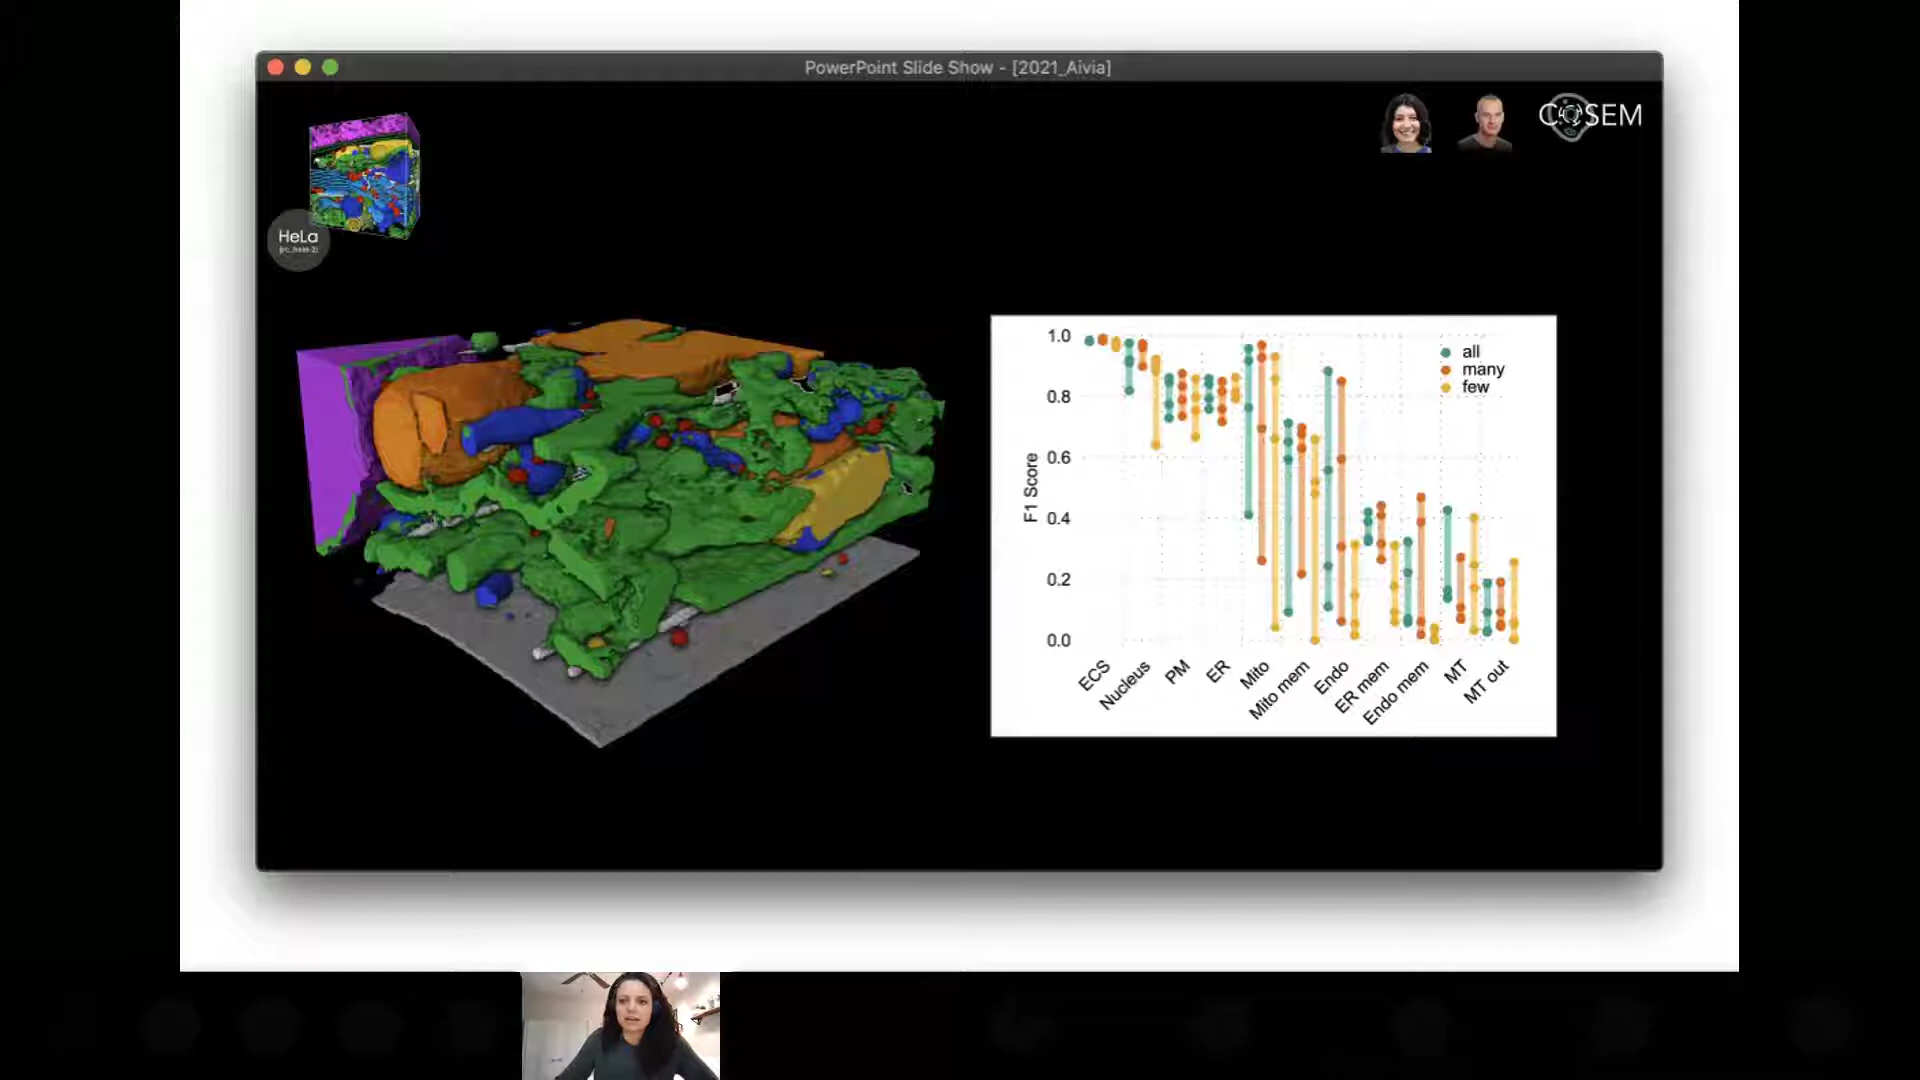 PowerPoint Slide Show - [2021_Aivia]
COSEM
HeLa
1.0
0.8
0.6
0.4
0.2
0.0
F1 Score
all
many
few
ECS
Nucleus
PM
ER
Mito
Mito mem
Endo
ER mem
Endo mem
MT
MT out